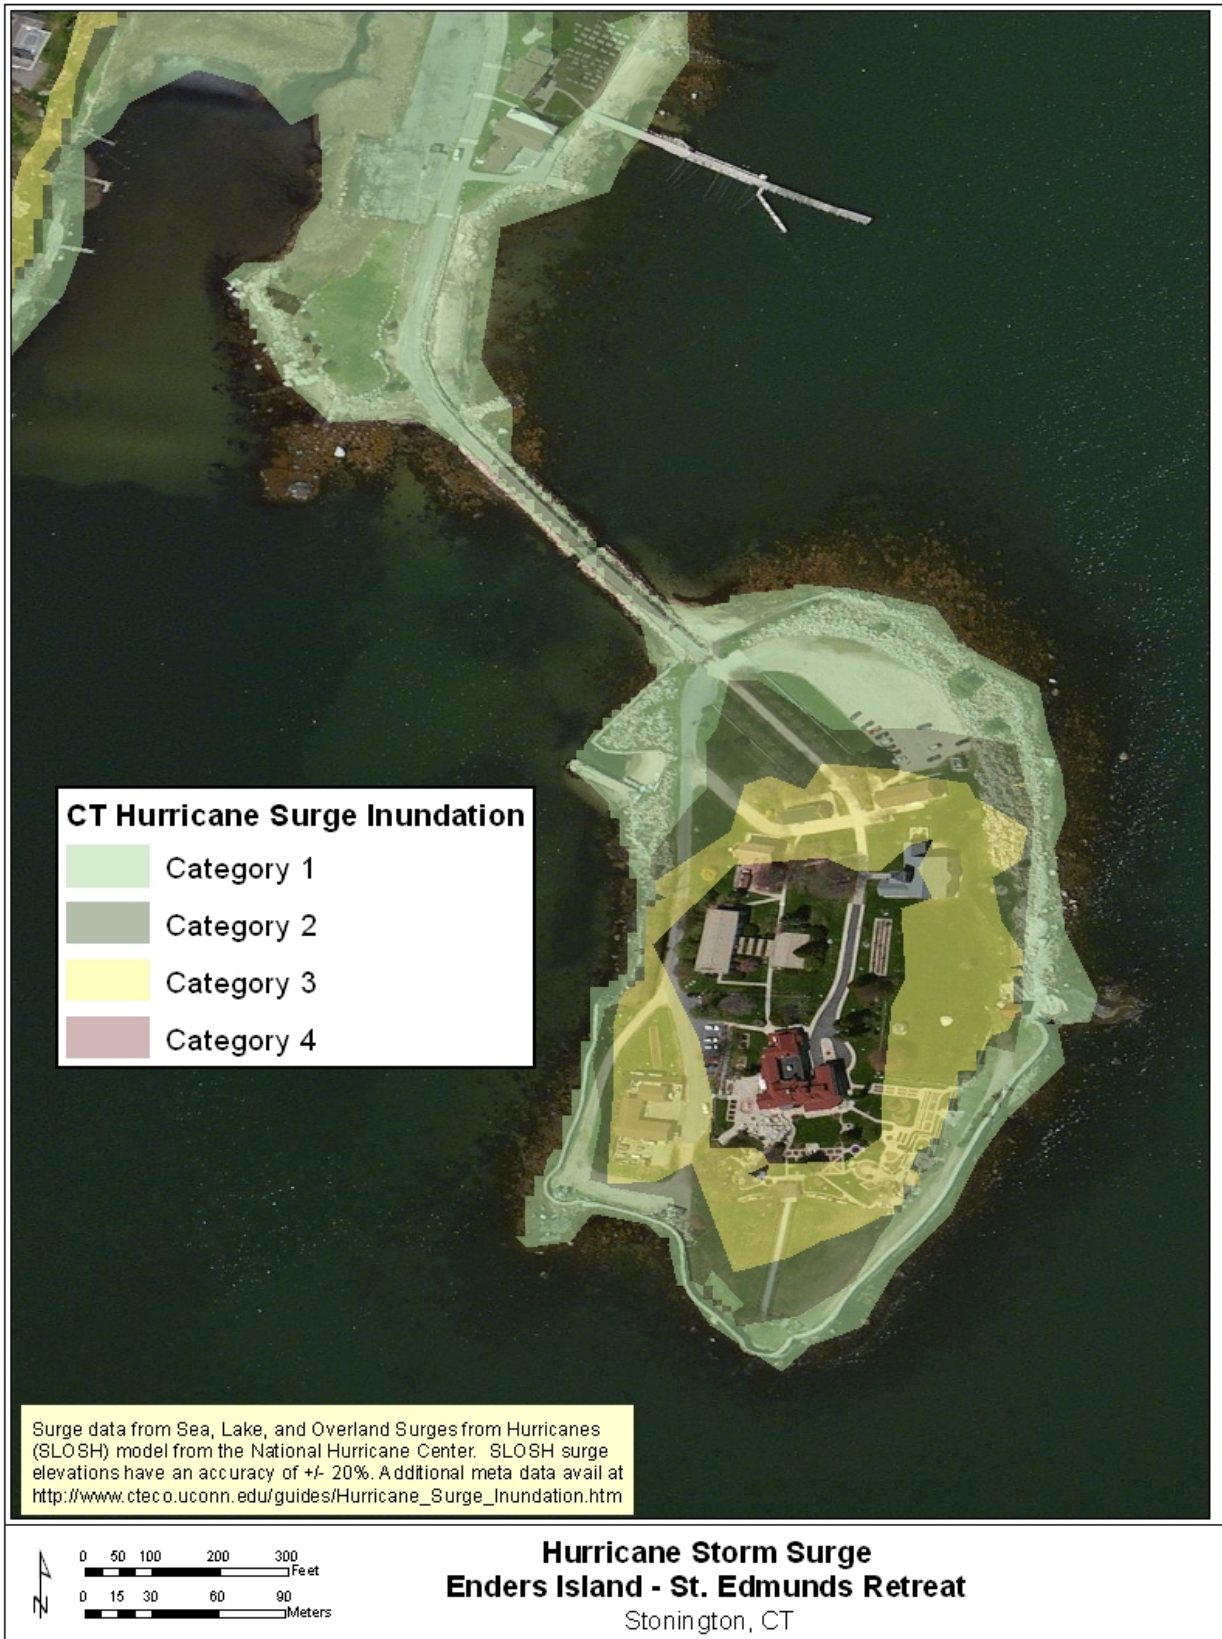 CT Hurricane Surge Inundation
Category 1
Category 2
Category 3
Category 4
Surge data from Sea, Lake, and Overland Surges from Hurricanes
(SLOSH) model from the National Hurricane Center. SLOSH surge
elevations have an accuracy of +/- 20%. Additional meta data avail at
http://www.cteco.uconn.edu/guides/Hurricane_Surge_Inundation.htm
N
0 50 100 200 300
Feet
0 15 30 60 90
Meters
Hurricane Storm Surge
Enders Island - St. Edmunds Retreat
Stonington, CT